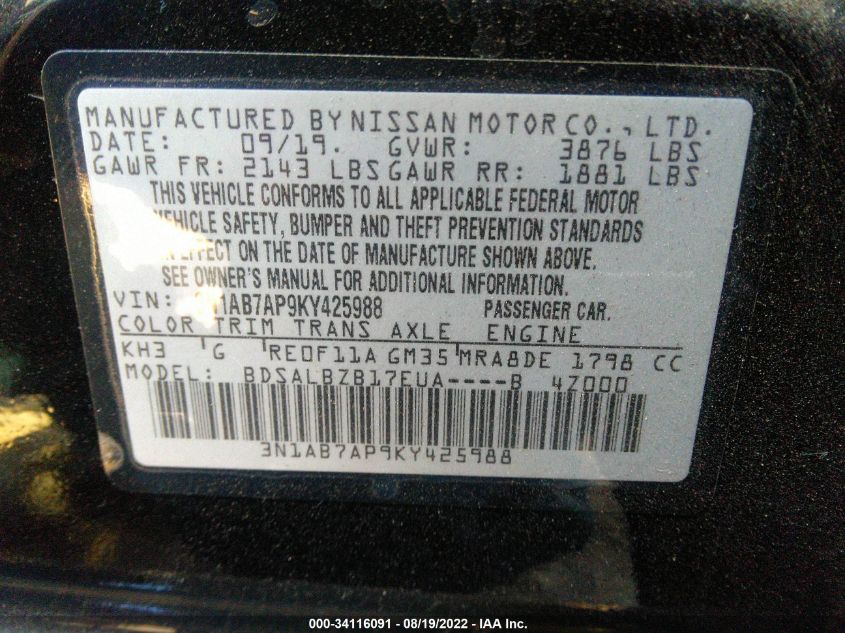 MANUFACTURED BY NISSAN MOTOR CO., LTD.
DATE: 09/19. GVWR: 3876 LBS
GAWR FR: 2143 LBS GAWR RR: 1881 LBS
THIS VEHICLE CONFORMS TO ALL APPLICABLE FEDERAL MOTOR
VEHICLE SAFETY, BUMPER AND THEFT PREVENTION STANDARDS
IN EFFECT ON THE DATE OF MANUFACTURE SHOWN ABOVE.
SEE OWNER'S MANUAL FOR ADDITIONAL INFORMATION.
VIN: 3N1AB7AP9KY425988 PASSENGER CAR.
COLOR TRIM TRANS AXLE ENGINE
KH3 G RE0F11A GM35 MRA8DE 1798 CC
MODEL: BDSALBZB17EUA----B 4Z000
3N1AB7AP9KY425988
000-34116091 - 08/19/2022 - IAA Inc.